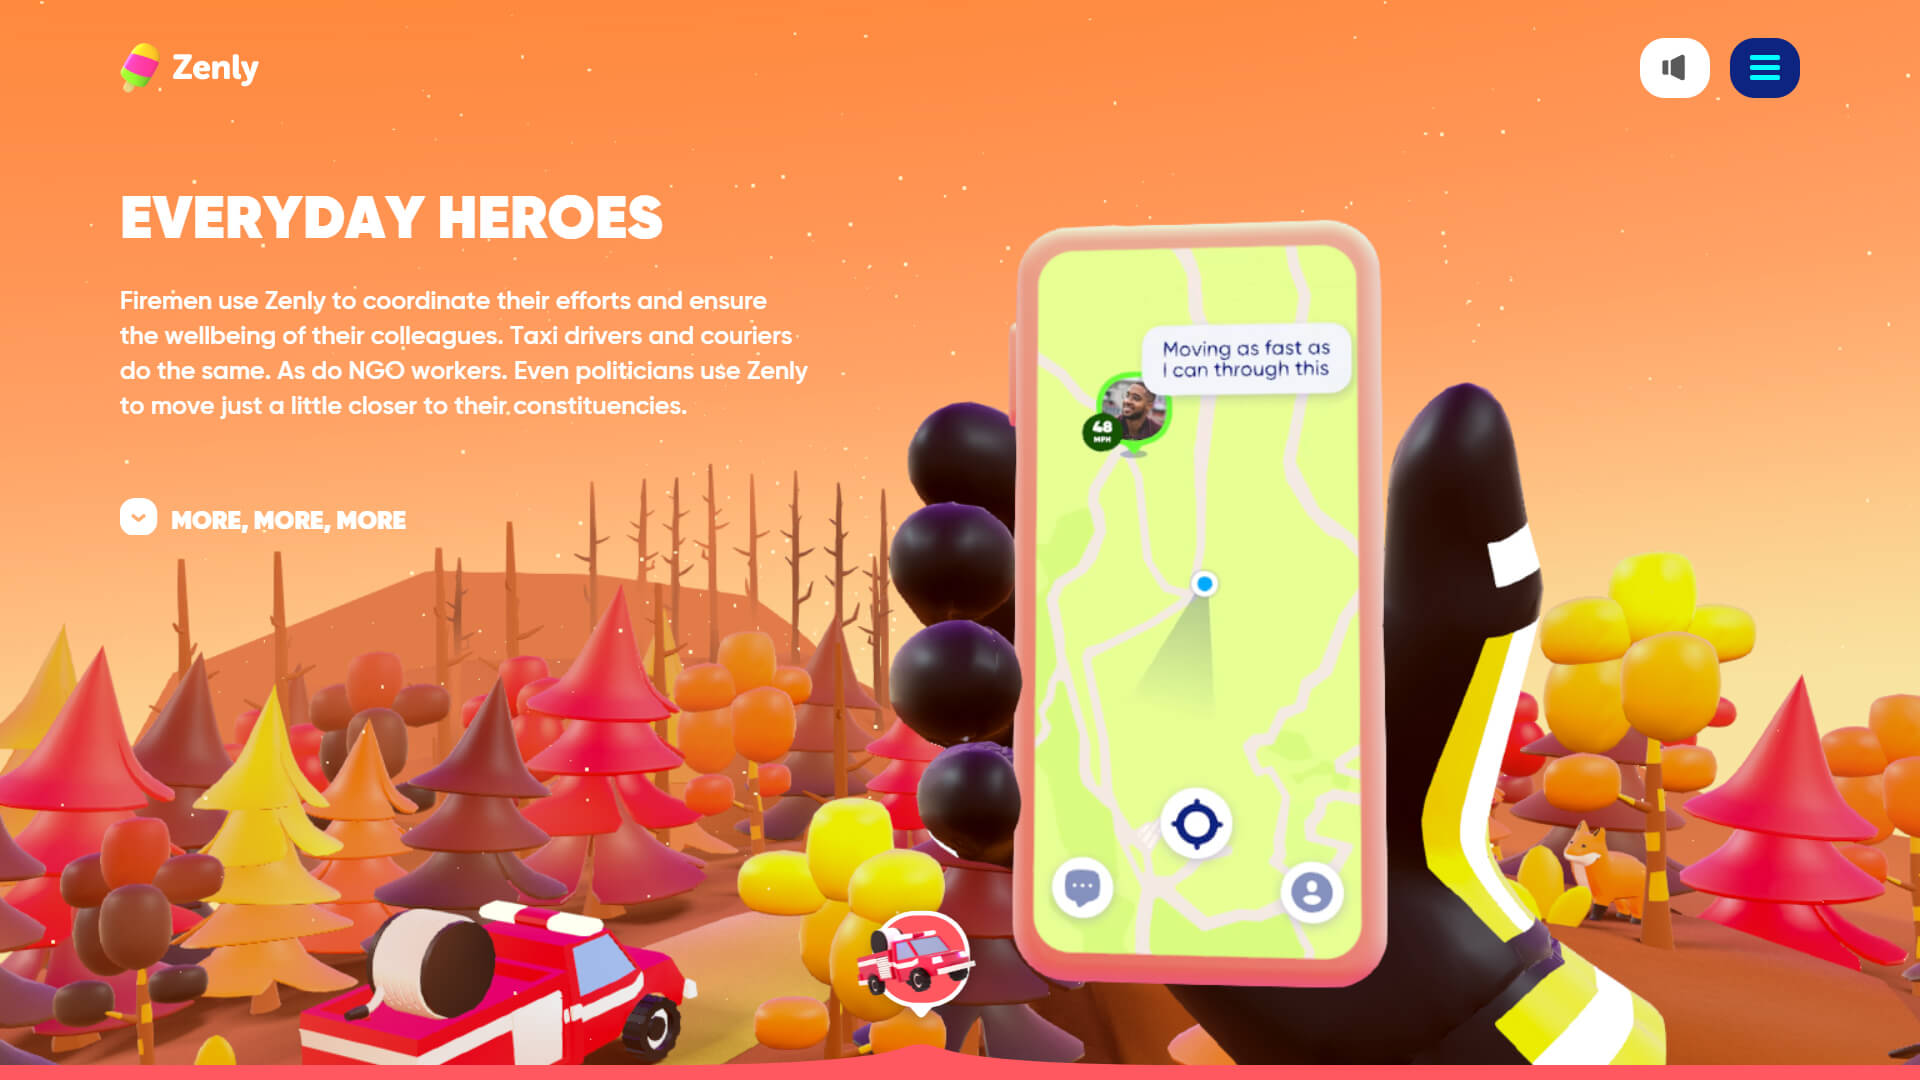 Zenly
EVERYDAY HEROES
Firemen use Zenly to coordinate their efforts and ensure
the wellbeing of their colleagues. Taxi drivers and couriers
do the same. As do NGO workers. Even politicians use Zenly
to move just a little closer to their constituencies.
MORE, MORE, MORE
Moving as fast as
I can through this
48
MPH